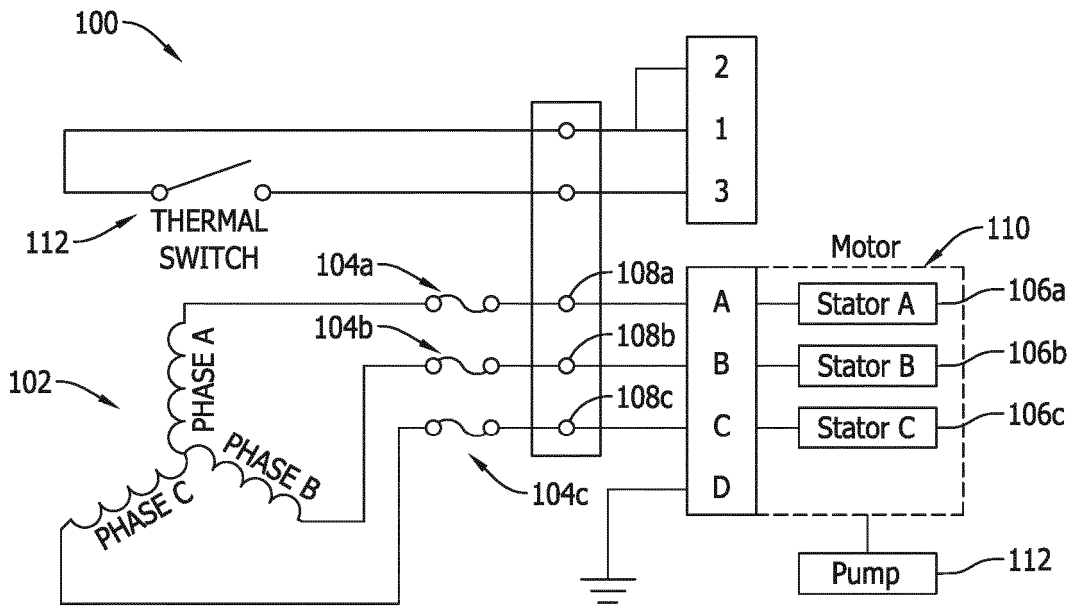 100
2
1
3
THERMAL
SWITCH
112
Motor
110
104a
108a
A
Stator A
106a
104b
108b
B
Stator B
106b
102
PHASE A
108c
C
Stator C
106c
PHASE B
PHASE C
104c
D
Pump
112